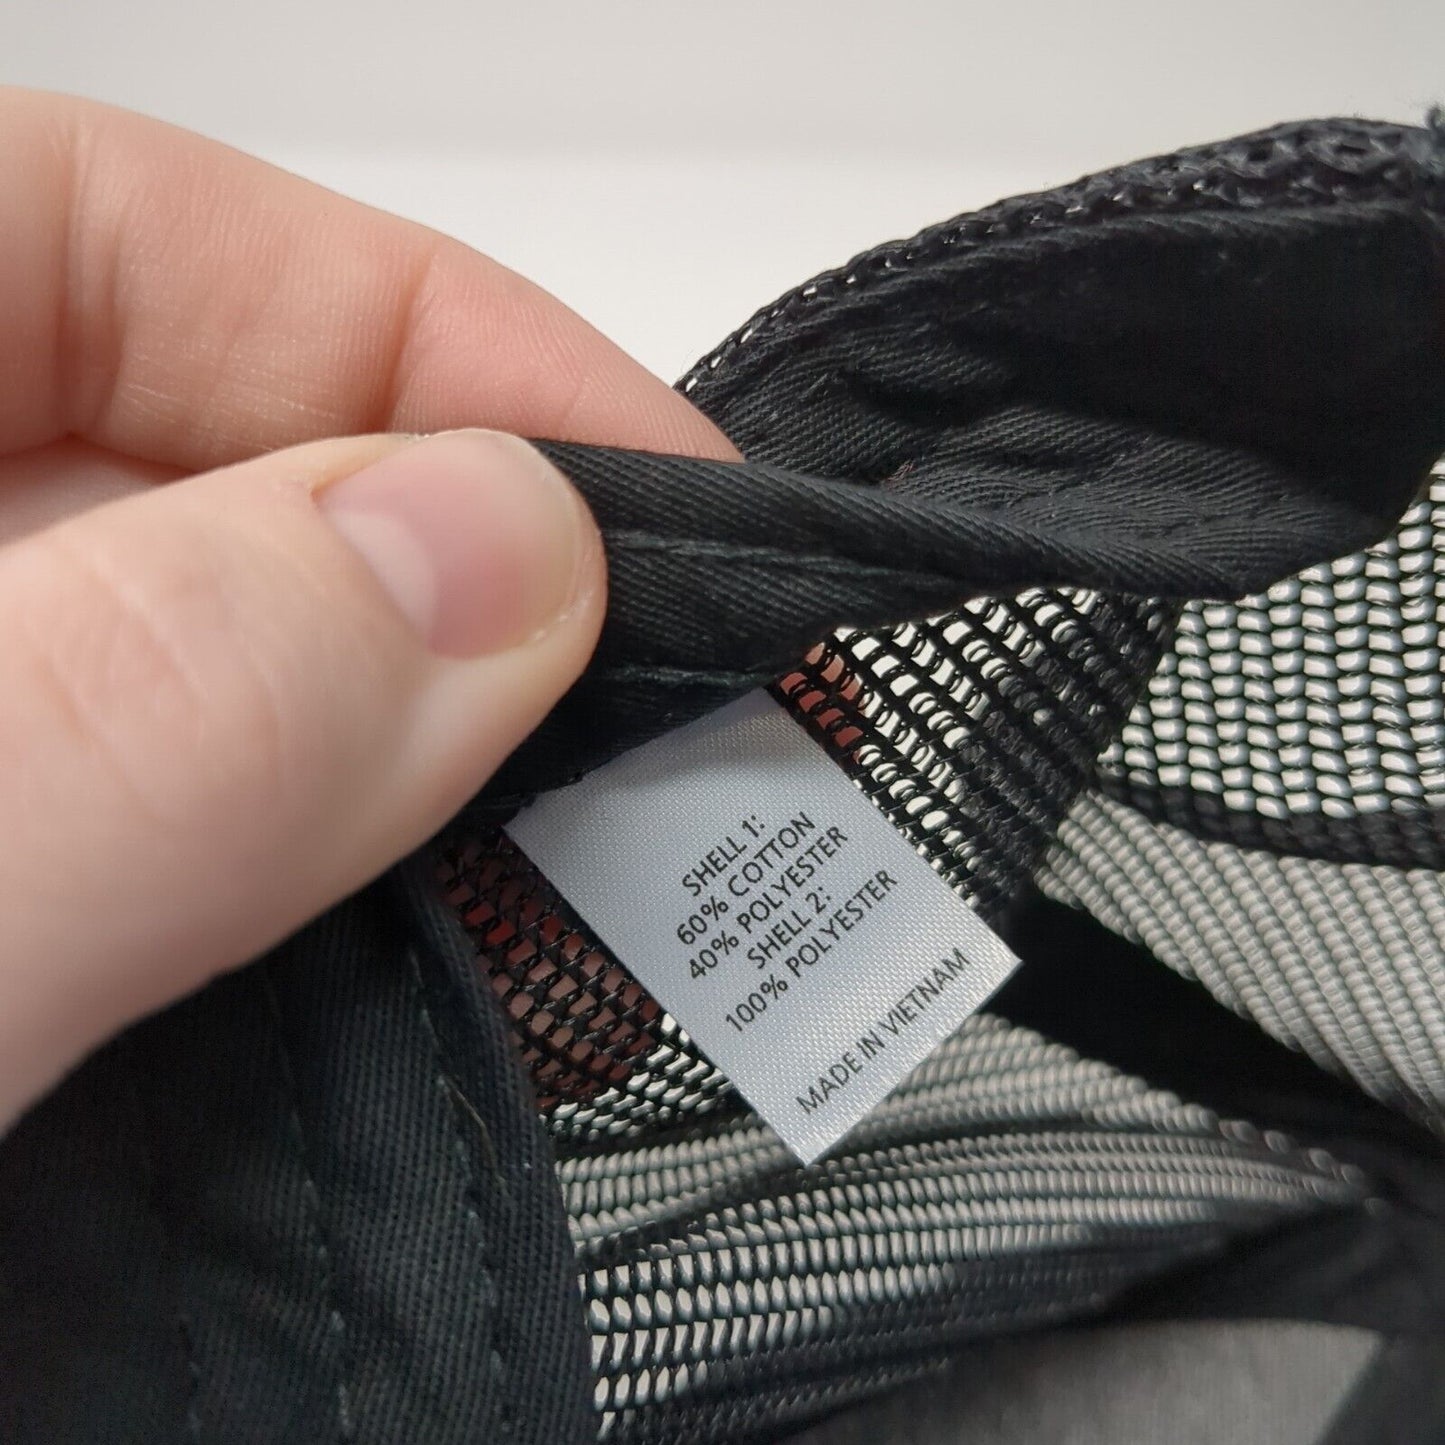 SHELL 1:
60% COTTON
40% POLYESTER
SHELL 2:
100% POLYESTER
MADE IN VIETNAM